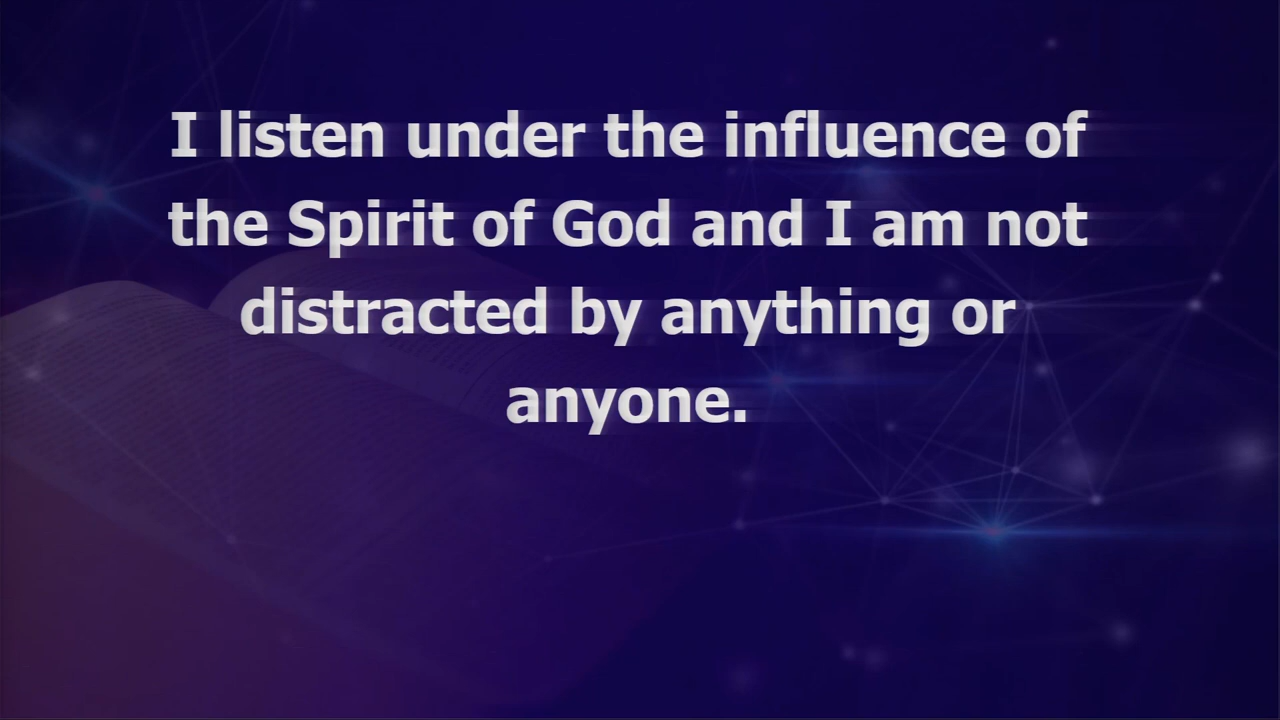 I listen under the influence of
the Spirit of God and I am not
distracted by anything or
anyone.